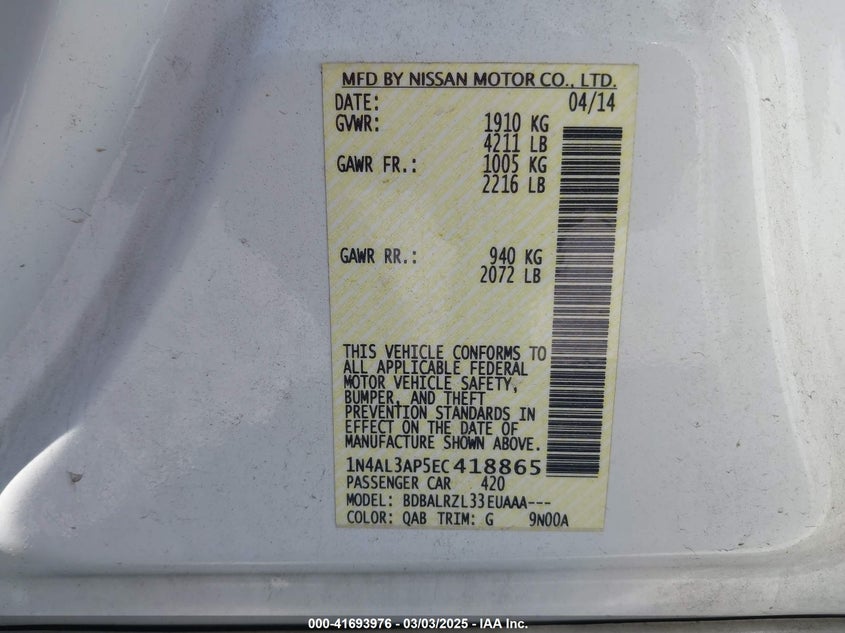 MFD BY NISSAN MOTOR CO., LTD.
DATE: 04/14
GVWR: 1910 KG
4211 LB
GAWR FR.: 1005 KG
2216 LB
GAWR RR.: 940 KG
2072 LB
THIS VEHICLE CONFORMS TO
ALL APPLICABLE FEDERAL
MOTOR VEHICLE SAFETY,
BUMPER, AND THEFT
PREVENTION STANDARDS IN
EFFECT ON THE DATE OF
MANUFACTURE SHOWN ABOVE.
1N4AL3AP5EC418865
PASSENGER CAR 420
MODEL: BDBALRZL33EUAAA---
COLOR: QAB TRIM: G 9N00A
000-41693976 - 03/03/2025 - IAA Inc.